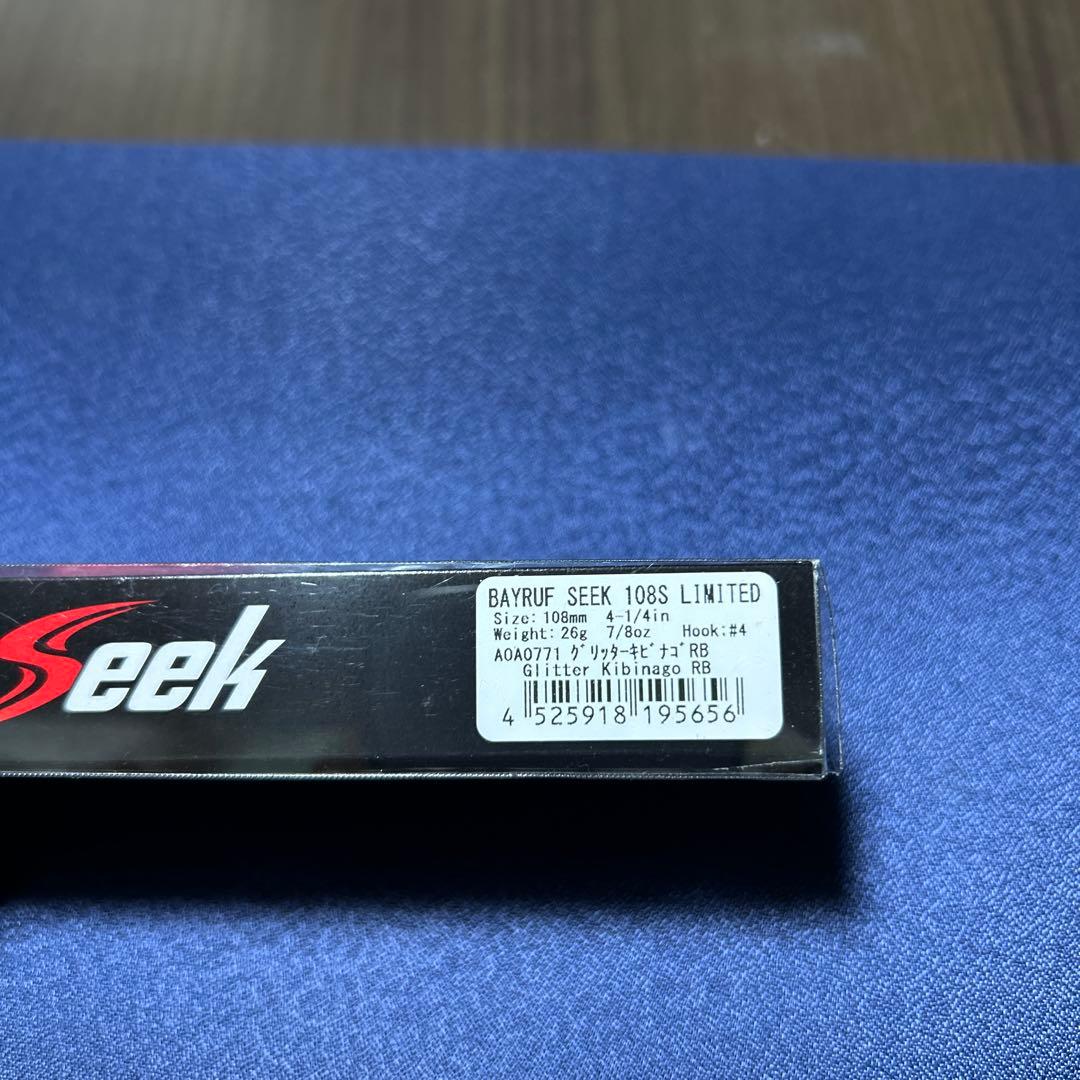 Seek
BAYRUF SEEK 108S LIMITED
Size: 108mm 4-1/4in
Weight: 26g 7/8oz Hook:#4
AOA0771 グリッターキビナゴRB
Glitter Kibinago RB
4 525918 195656